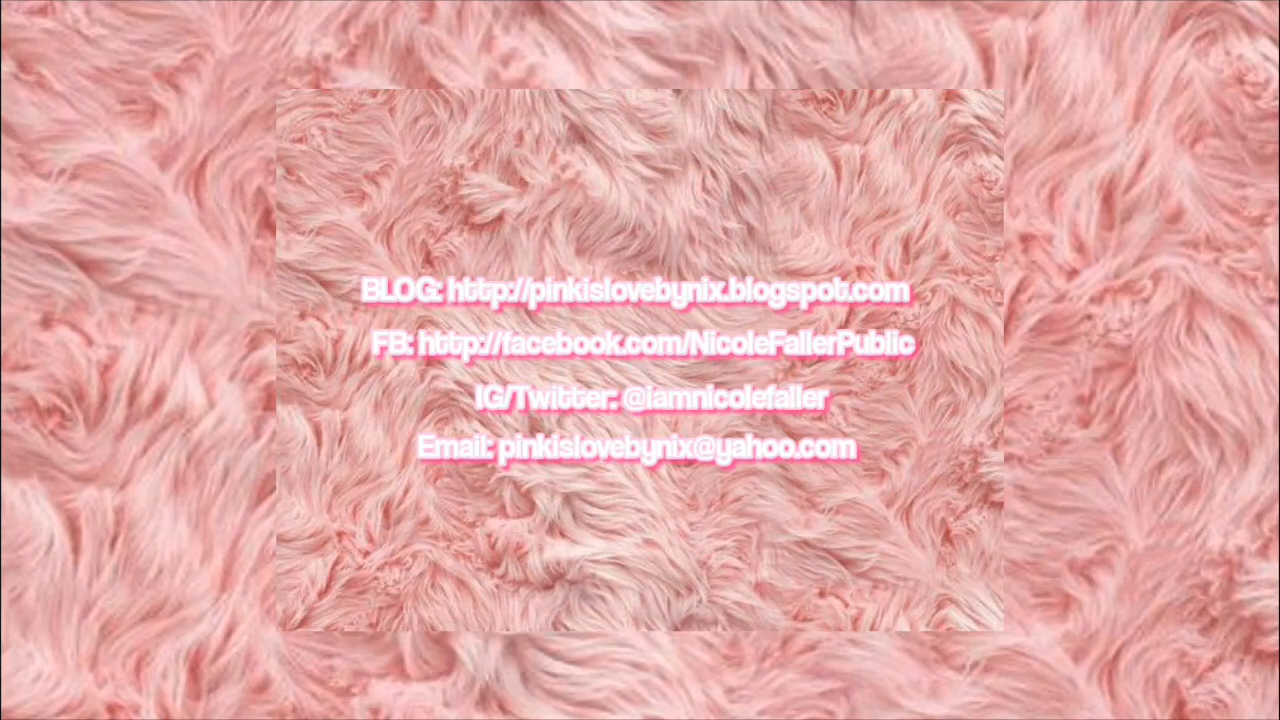 BLOG: http://pinkislovebynix.blogspot.com
FB: http://facebook.com/NicoleFallerPublic
IG/Twitter: @iamnicolefaller
Email: pinkislovebynix@yahoo.com